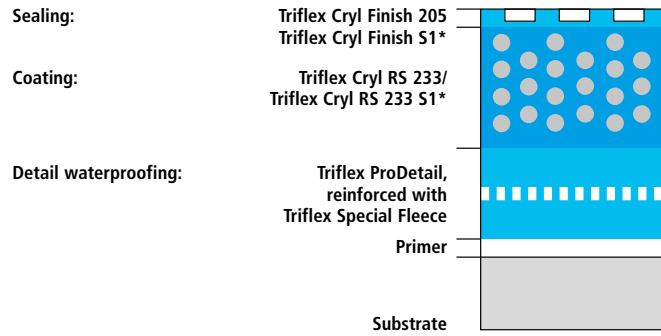 Sealing: Triflex Cryl Finish 205
Triflex Cryl Finish S1*
Coating: Triflex Cryl RS 233/
Triflex Cryl RS 233 S1*
Detail waterproofing: Triflex ProDetail,
reinforced with
Triflex Special Fleece
Primer
Substrate